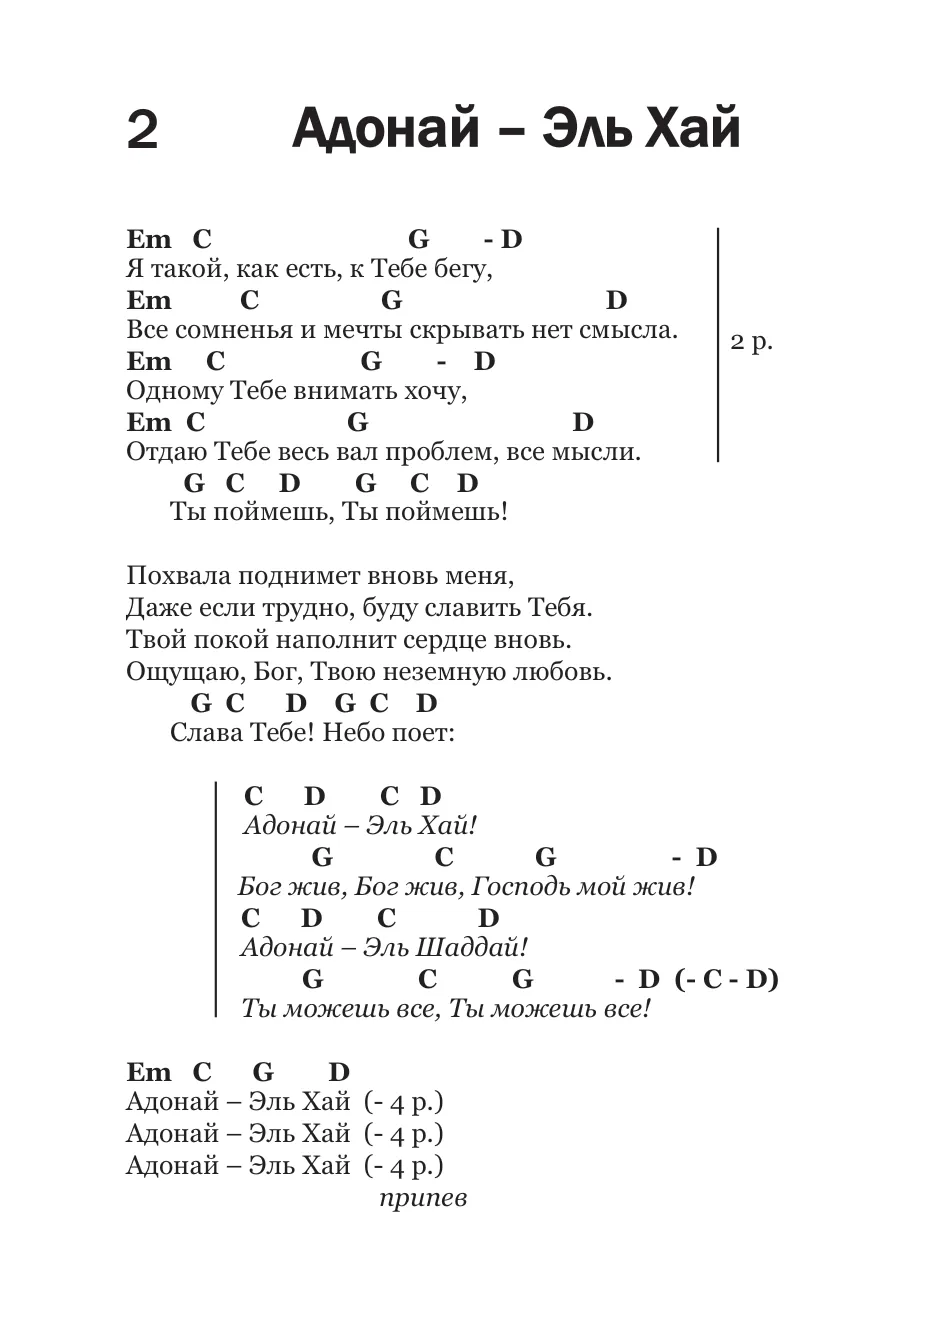 2 Адонай – Эль Хай
Em C G - D
Я такой, как есть, к Тебе бегу,
Em C G D
Все сомненья и мечты скрывать нет смысла.
2 р.
Em C G - D
Одному Тебе внимать хочу,
Em C G D
Отдаю Тебе весь вал проблем, все мысли.
G C D G C D
Ты поймешь, Ты поймешь!
Похвала поднимет вновь меня,
Даже если трудно, буду славить Тебя.
Твой покой наполнит сердце вновь.
Ощущаю, Бог, Твою неземную любовь.
G C D G C D
Слава Тебе! Небо поет:
C D C D
Адонай – Эль Хай!
G C G - D
Бог жив, Бог жив, Господь мой жив!
C D C D
Адонай – Эль Шаддай!
G C G - D (- C - D)
Ты можешь все, Ты можешь все!
Em C G D
Адонай – Эль Хай (- 4 р.)
Адонай – Эль Хай (- 4 р.)
Адонай – Эль Хай (- 4 р.)
припев